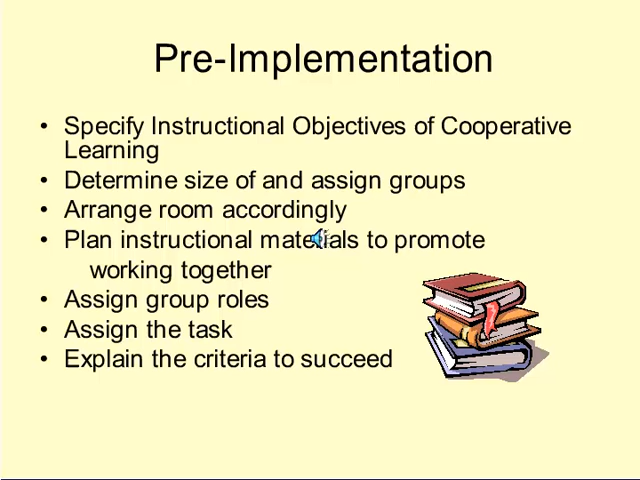 Pre-Implementation
• Specify Instructional Objectives of Cooperative
Learning
• Determine size of and assign groups
• Arrange room accordingly
• Plan instructional materials to promote
working together
• Assign group roles
• Assign the task
• Explain the criteria to succeed